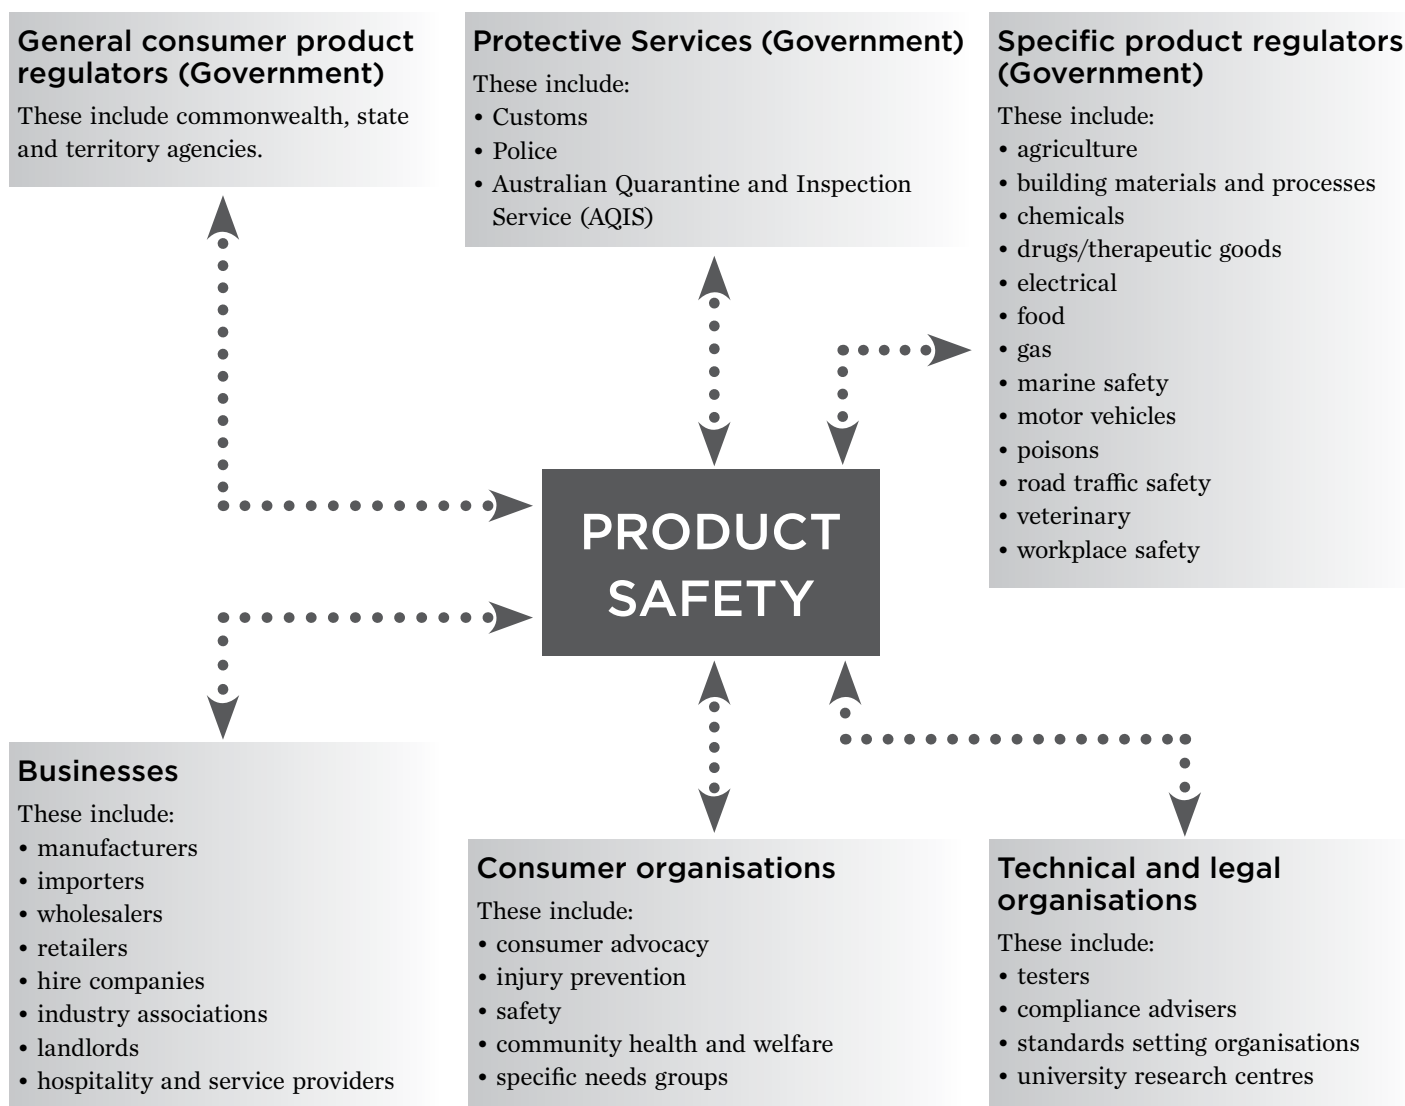 General consumer product
regulators (Government)
These include commonwealth, state
and territory agencies.
Protective Services (Government)
These include:
• Customs
• Police
• Australian Quarantine and Inspection
Service (AQIS)
Specific product regulators
(Government)
These include:
• agriculture
• building materials and processes
• chemicals
• drugs/therapeutic goods
• electrical
• food
• gas
• marine safety
• motor vehicles
• poisons
• road traffic safety
• veterinary
• workplace safety
PRODUCT
SAFETY
Businesses
These include:
• manufacturers
• importers
• wholesalers
• retailers
• hire companies
• industry associations
• landlords
• hospitality and service providers
Consumer organisations
These include:
• consumer advocacy
• injury prevention
• safety
• community health and welfare
• specific needs groups
Technical and legal
organisations
These include:
• testers
• compliance advisers
• standards setting organisations
• university research centres